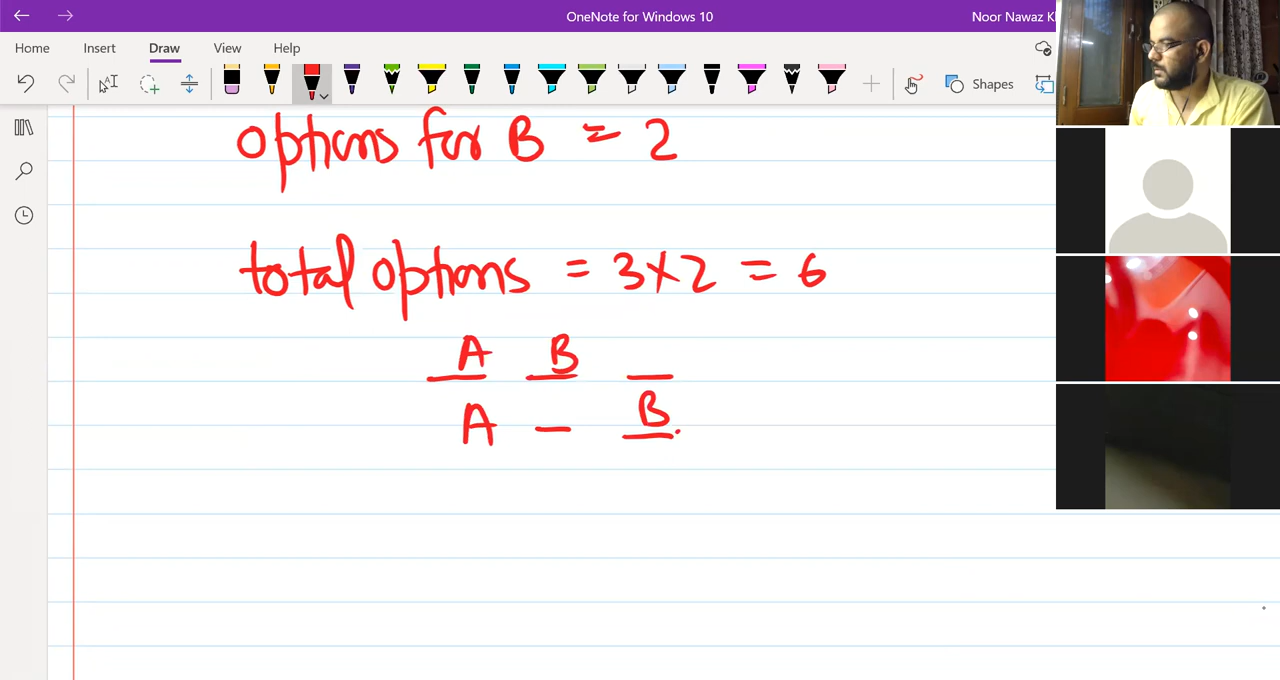 OneNote for Windows 10
Noor Nawaz Kh
Home Insert Draw View Help
Shapes
options for B = 2
total options = 3 x 2 = 6
A B _
A _ B.